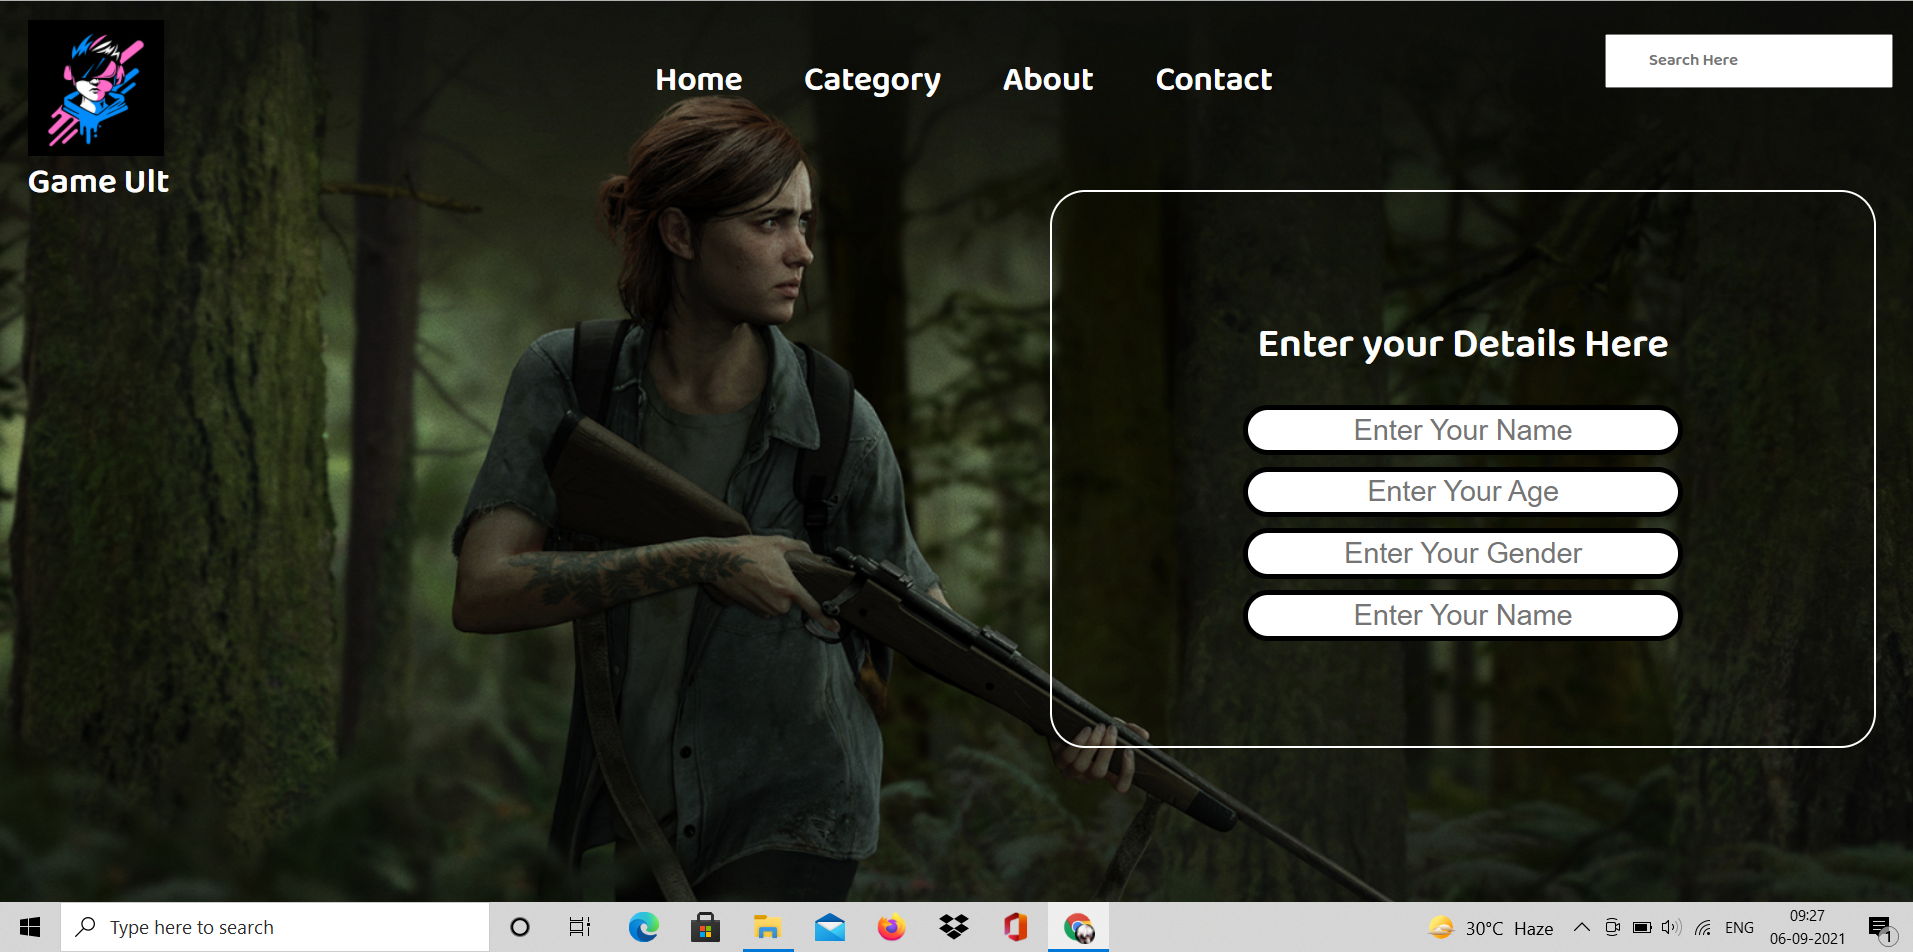 Home Category About Contact
Search Here
Game Ult
Enter your Details Here
Enter Your Name
Enter Your Age
Enter Your Gender
Enter Your Name
Type here to search
30°C Haze
ENG
09:27
06-09-2021
1